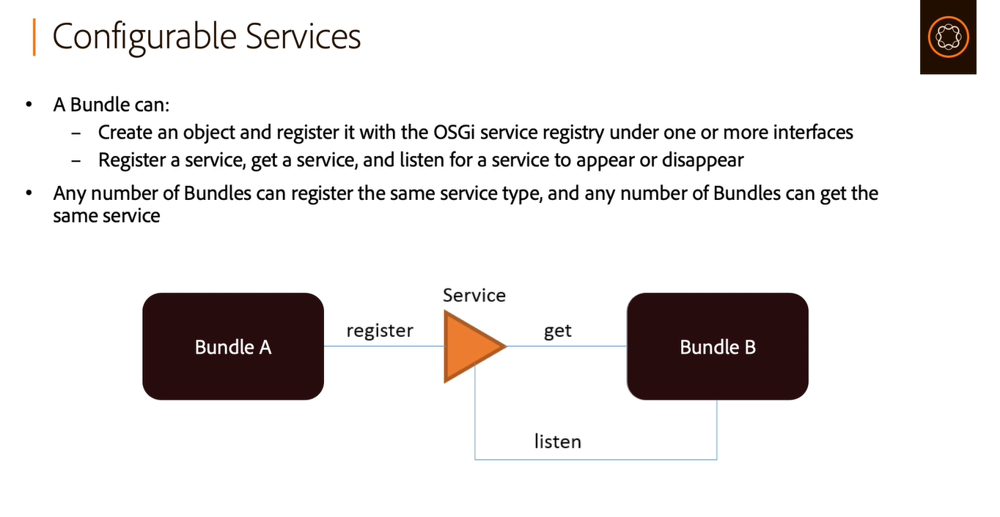 Configurable Services
• A Bundle can:
– Create an object and register it with the OSGi service registry under one or more interfaces
– Register a service, get a service, and listen for a service to appear or disappear
• Any number of Bundles can register the same service type, and any number of Bundles can get the
same service
Service
register
get
Bundle A
Bundle B
listen